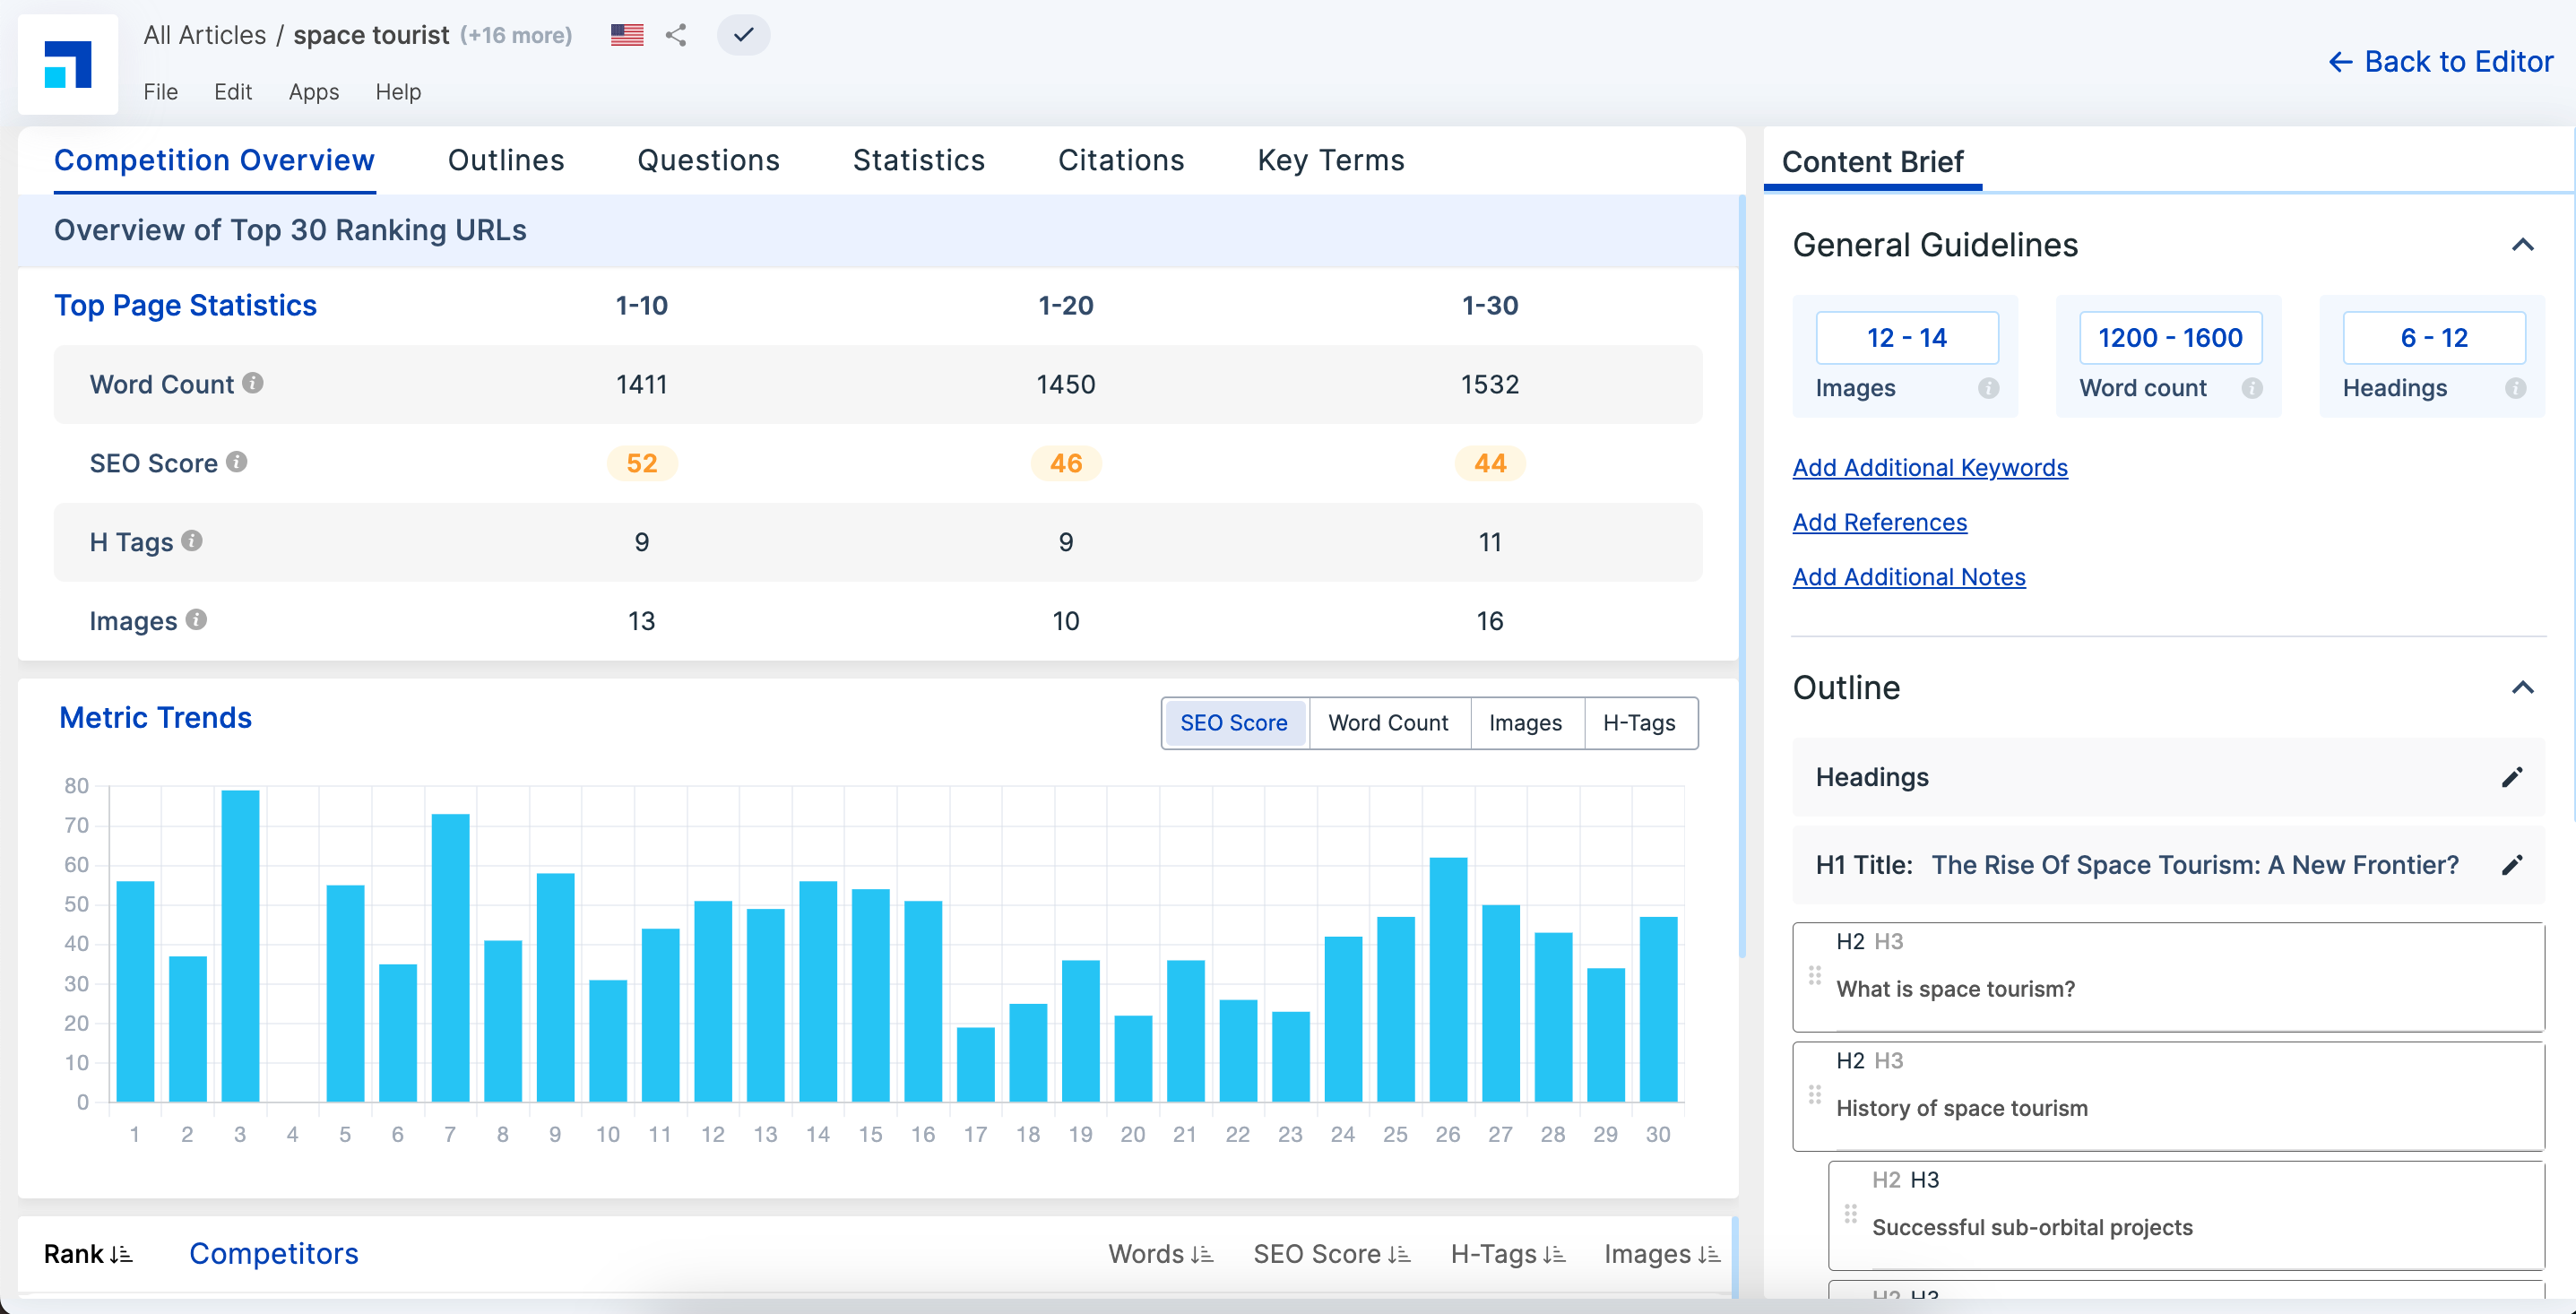 All Articles / space tourist (+16 more)
File Edit Apps Help
Back to Editor
Competition Overview Outlines Questions Statistics Citations Key Terms
Overview of Top 30 Ranking URLs
Top Page Statistics 1-10 1-20 1-30
Word Count 1411 1450 1532
SEO Score 52 46 44
H Tags 9 9 11
Images 13 10 16
Metric Trends
SEO Score Word Count Images H-Tags
80
70
60
50
40
30
20
10
0
1 2 3 4 5 6 7 8 9 10 11 12 13 14 15 16 17 18 19 20 21 22 23 24 25 26 27 28 29 30
Rank Competitors Words SEO Score H-Tags Images
Content Brief
General Guidelines
12 - 14 1200 - 1600 6 - 12
Images Word count Headings
Add Additional Keywords
Add References
Add Additional Notes
Outline
Headings
H1 Title: The Rise Of Space Tourism: A New Frontier?
H2 H3
What is space tourism?
H2 H3
History of space tourism
H2 H3
Successful sub-orbital projects
H2 H3